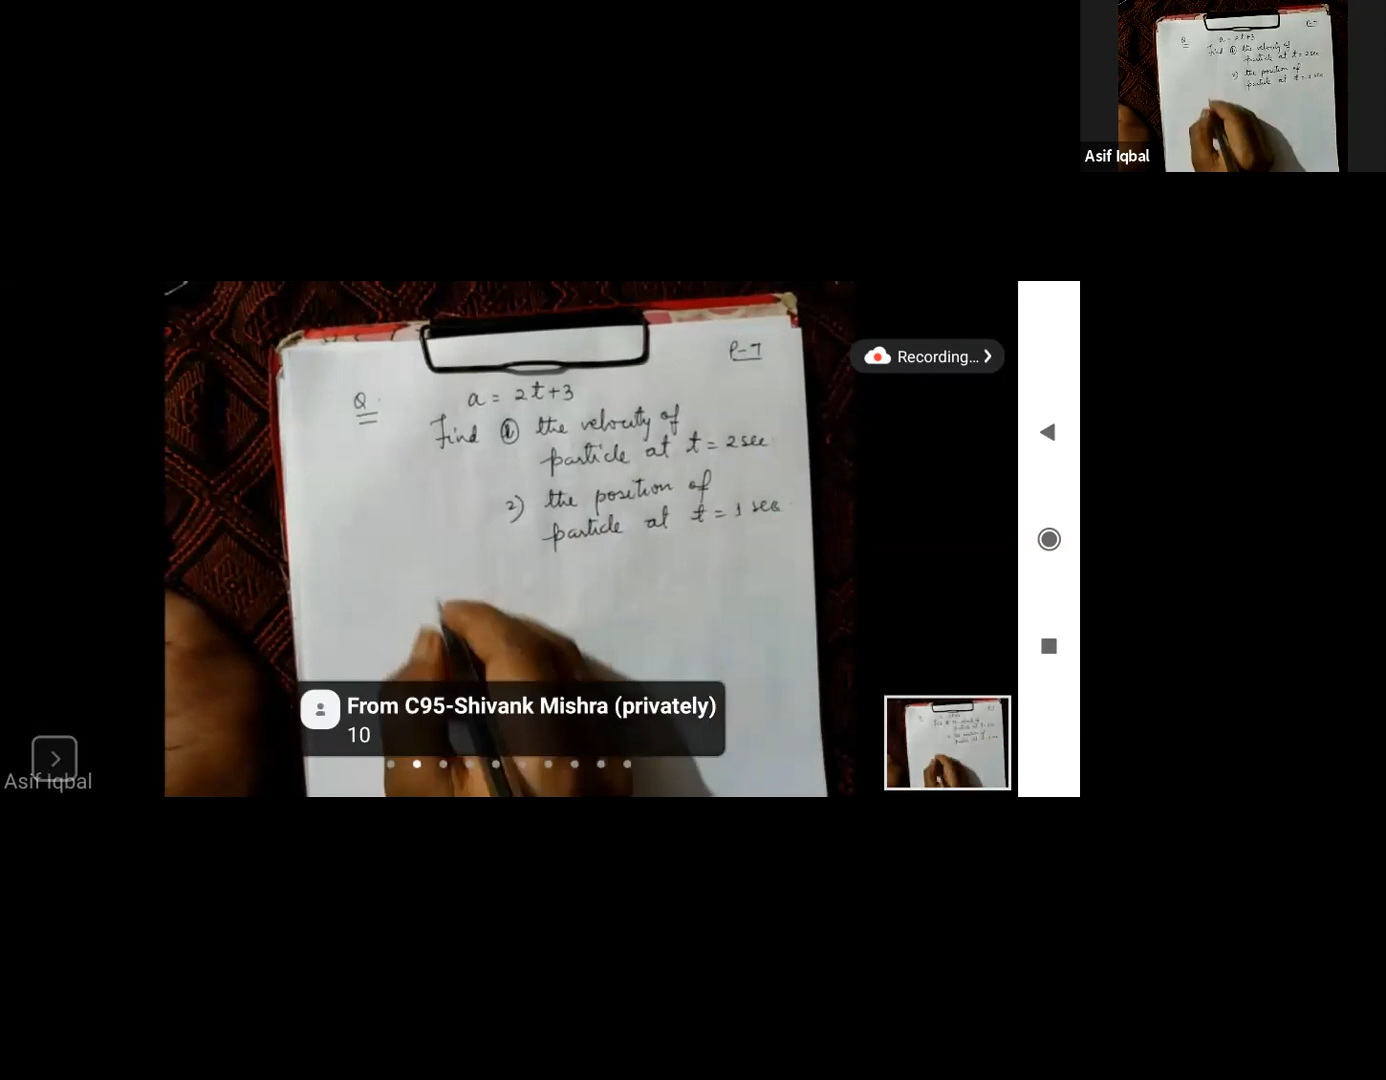 Asif Iqbal
P-7
Recording...
Q.
a = 2t+3
Find ① the velocity of
particle at t = 2 sec
2) the position of
particle at t = 1 sec
From C95-Shivank Mishra (privately)
10
Asif Iqbal